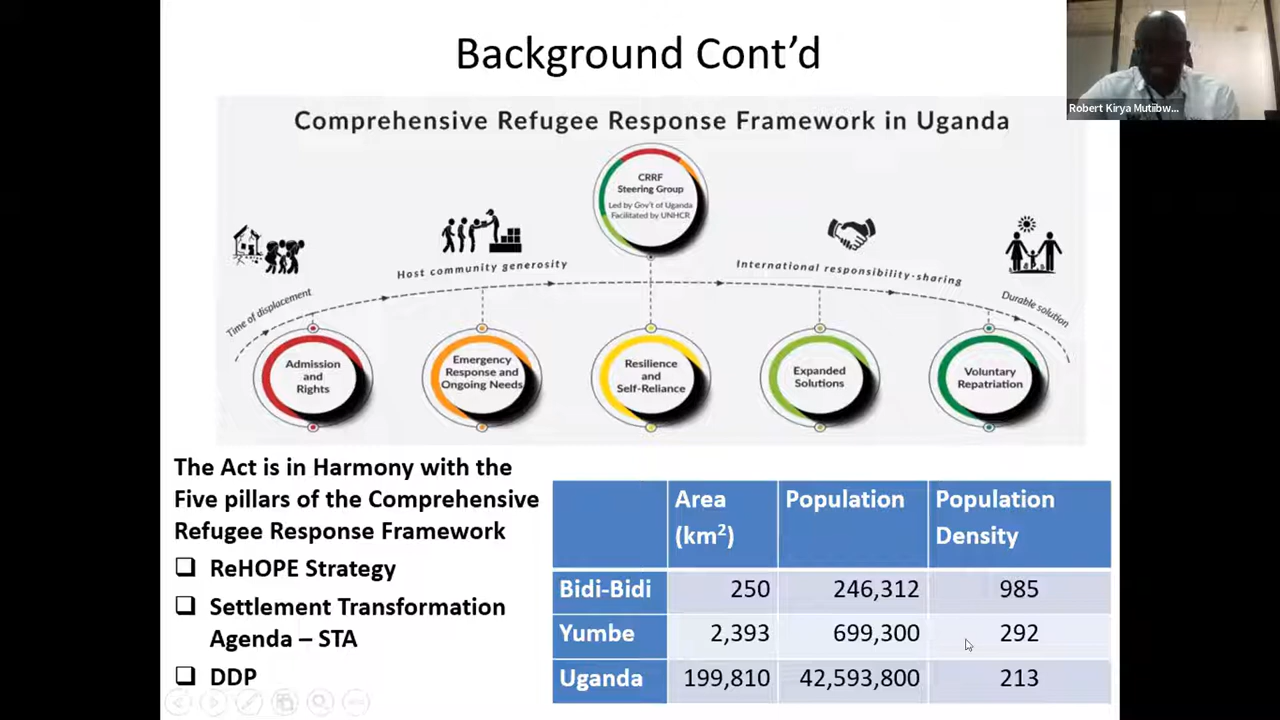 Background Cont’d
Robert Kirya Mutiibw...
Comprehensive Refugee Response Framework in Uganda
CRRF
Steering Group
Led by Gov't of Uganda
Facilitated by UNHCR
Time of displacement
Host community generosity
International responsibility-sharing
Durable solution
Admission
and
Rights
Emergency
Response and
Ongoing Needs
Resilience
and
Self-Reliance
Expanded
Solutions
Voluntary
Repatriation
The Act is in Harmony with the
Five pillars of the Comprehensive
Refugee Response Framework
❑ ReHOPE Strategy
❑ Settlement Transformation
Agenda – STA
❑ DDP
Area (km²) Population Population Density
Bidi-Bidi 250 246,312 985
Yumbe 2,393 699,300 292
Uganda 199,810 42,593,800 213